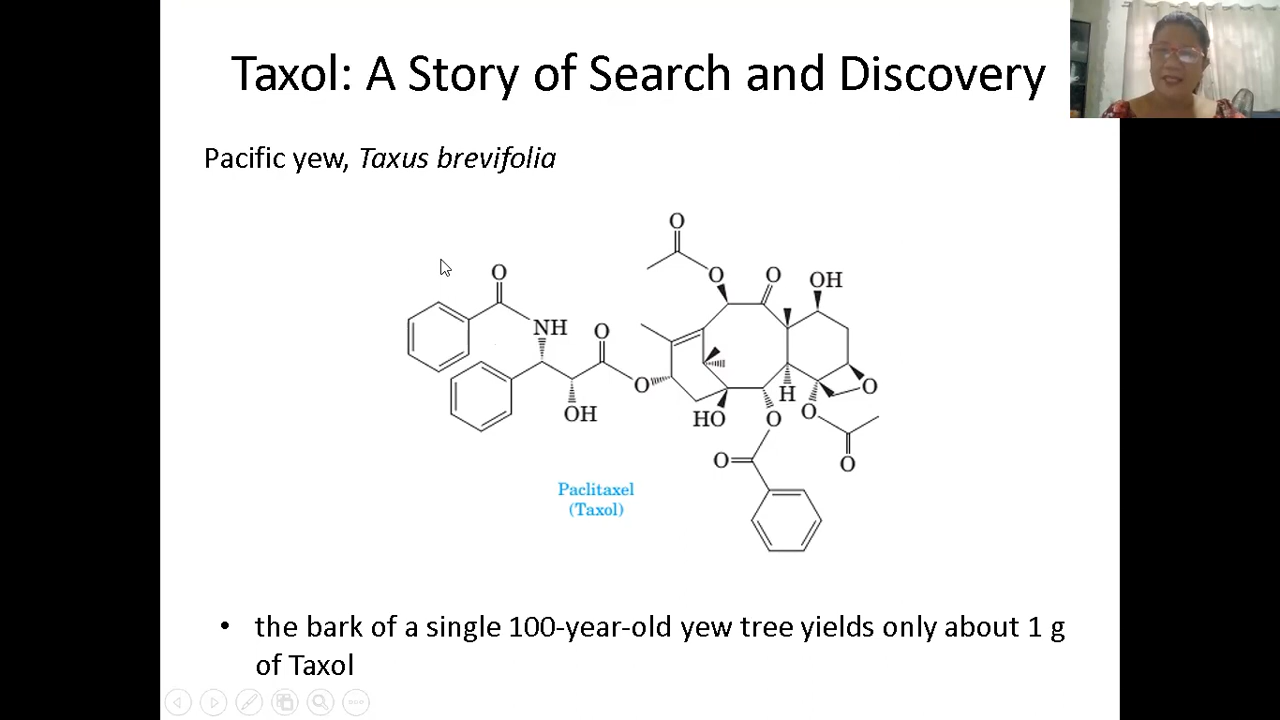 Taxol: A Story of Search and Discovery
Pacific yew, Taxus brevifolia
O
O
O
O
OH
NH
O
O
OH
HO
O
H
O
O
O
O
Paclitaxel
(Taxol)
• the bark of a single 100-year-old yew tree yields only about 1 g
of Taxol